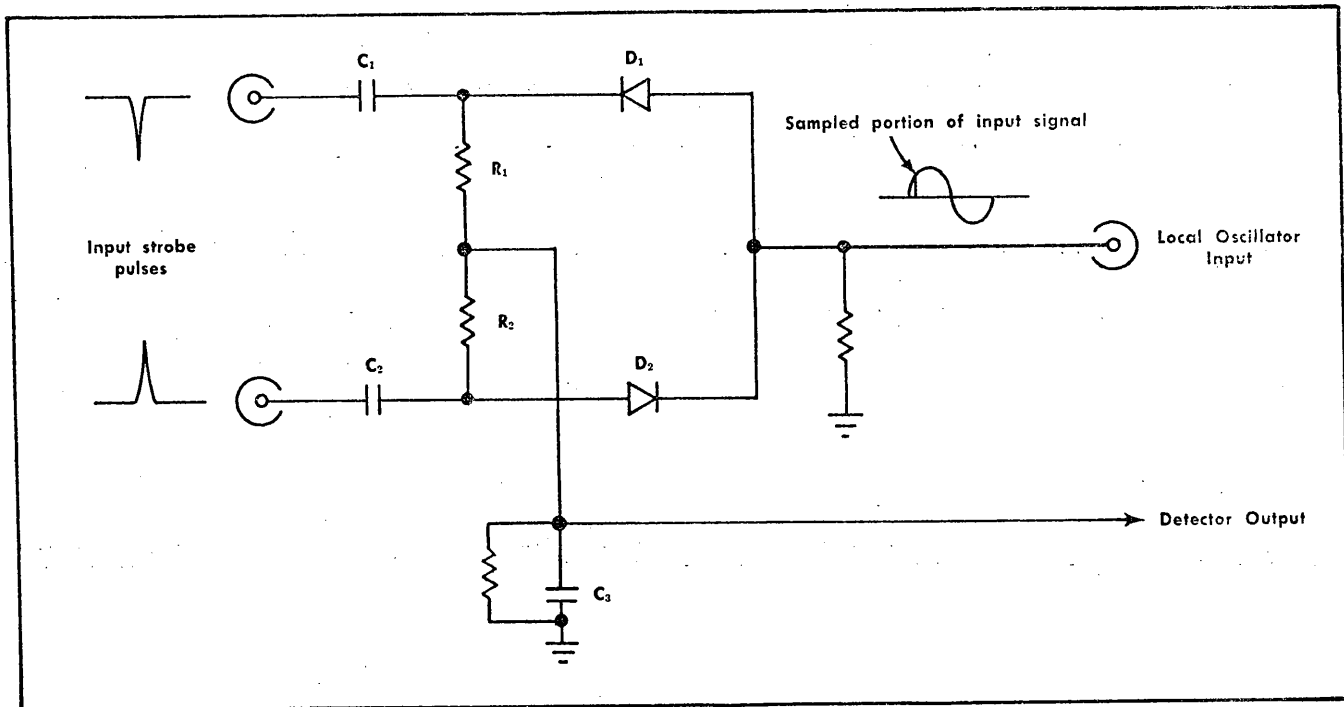 C₁
D₁
Sampled portion of input signal
R₁
Input strobe
pulses
Local Oscillator
Input
R₂
C₂
D₂
Detector Output
C₃